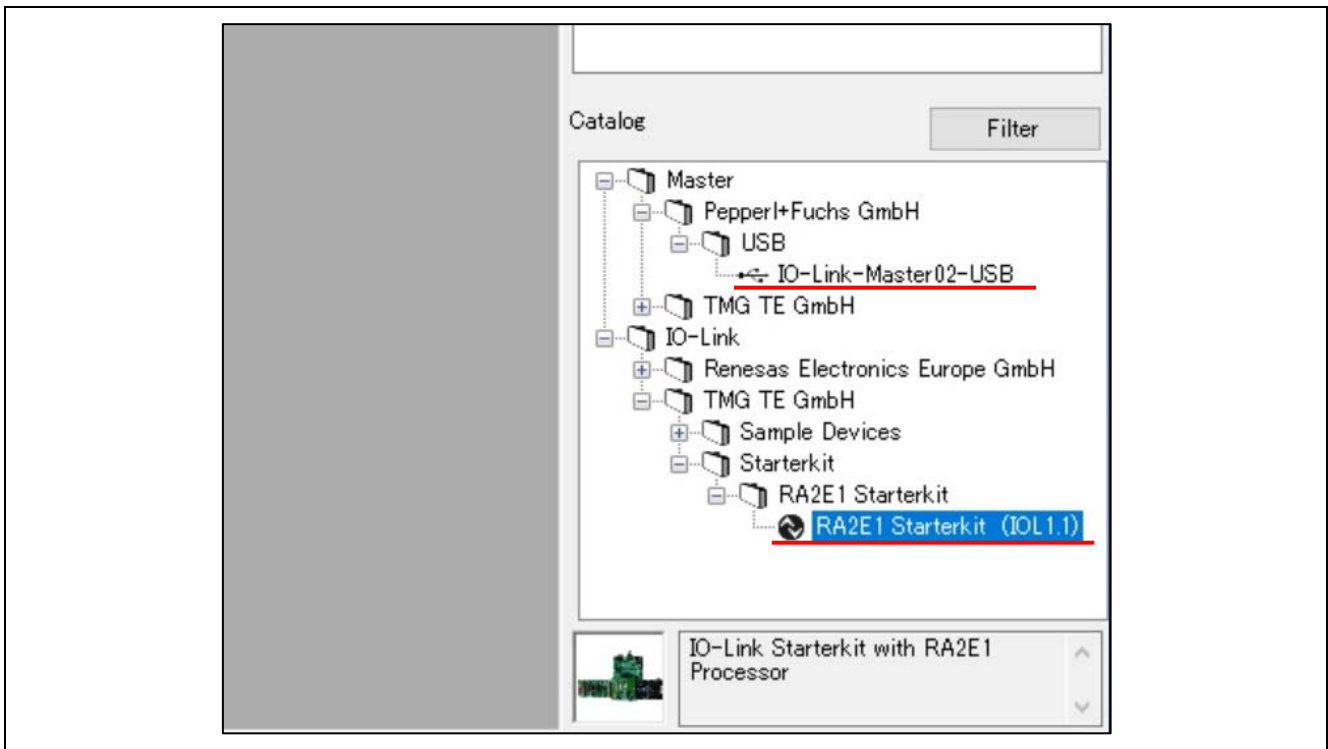 Catalog
Filter
Master
Pepperl+Fuchs GmbH
USB
IO-Link-Master02-USB
TMG TE GmbH
IO-Link
Renesas Electronics Europe GmbH
TMG TE GmbH
Sample Devices
Starterkit
RA2E1 Starterkit
RA2E1 Starterkit (IOL1.1)
IO-Link Starterkit with RA2E1
Processor